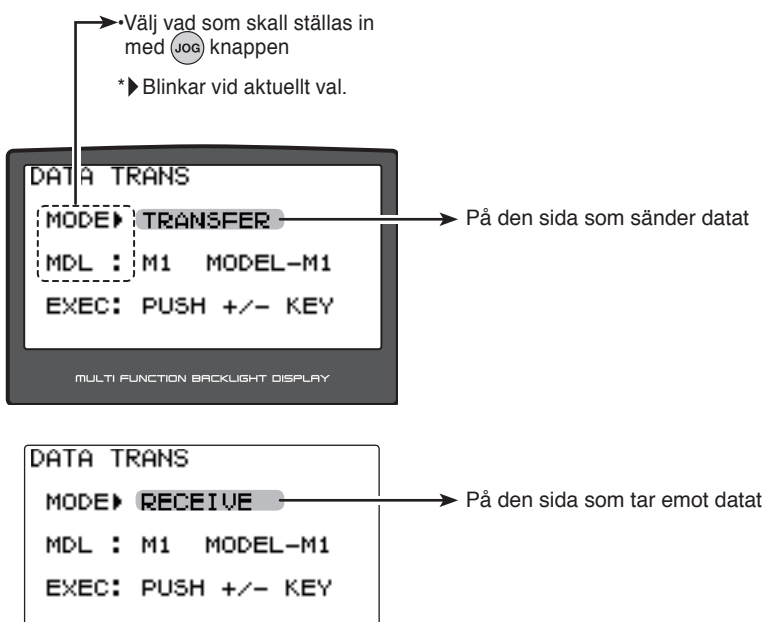 •Välj vad som skall ställas in
med JOG knappen
*▶Blinkar vid aktuellt val.
DATA TRANS
MODE▶ TRANSFER
På den sida som sänder datat
MDL : M1 MODEL-M1
EXEC: PUSH +/- KEY
MULTI FUNCTION BACKLIGHT DISPLAY
DATA TRANS
MODE▶ RECEIVE
På den sida som tar emot datat
MDL : M1 MODEL-M1
EXEC: PUSH +/- KEY